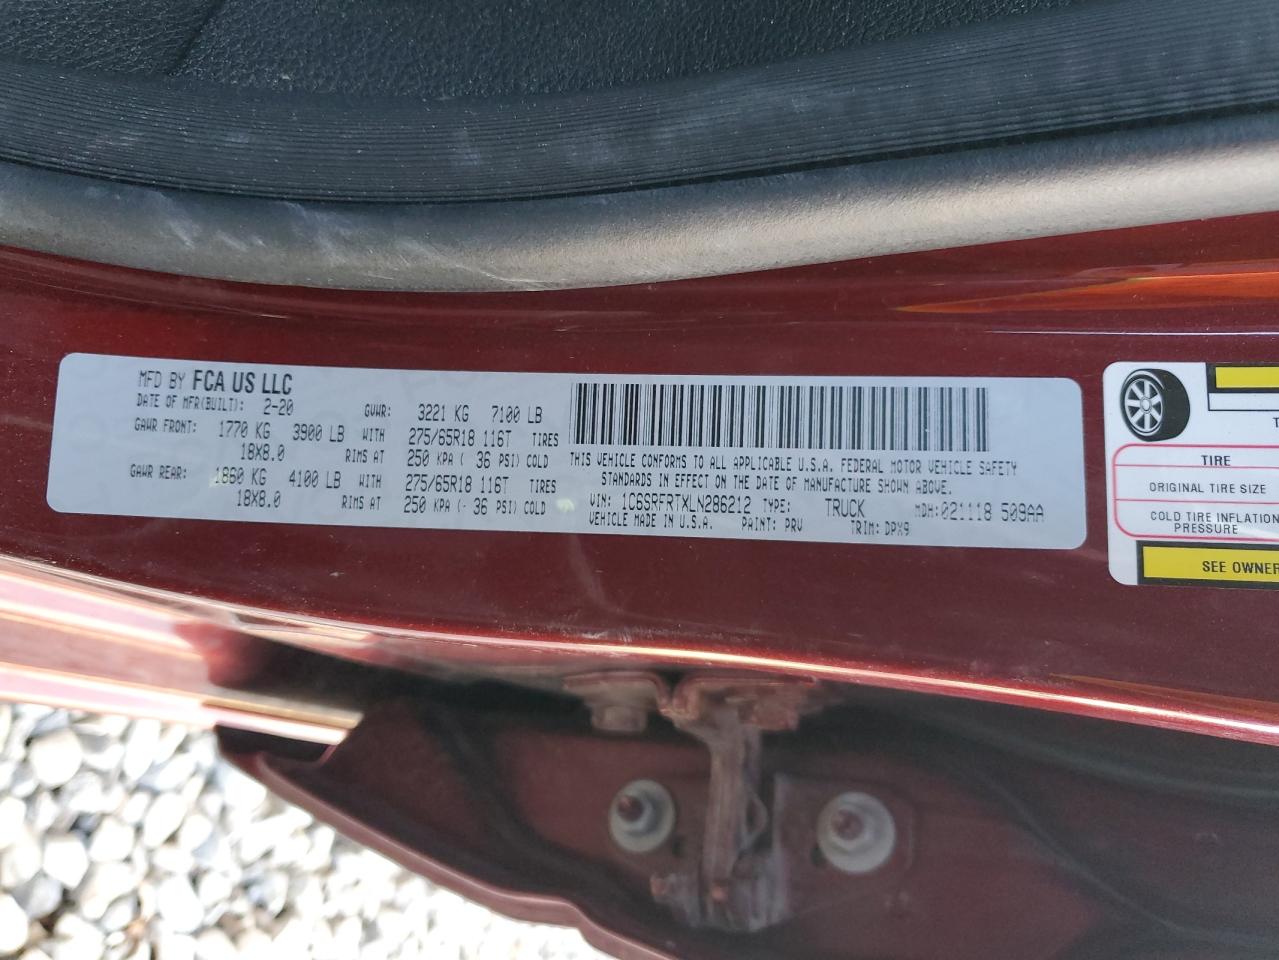 MFD BY FCA US LLC
DATE OF MFR(BUILT): 2-20 GVWR: 3221 KG 7100 LB
GAWR FRONT: 1770 KG 3900 LB WITH 275/65R18 116T TIRES
18X8.0 RIMS AT 250 KPA ( 36 PSI) COLD
GAWR REAR: 1860 KG 4100 LB WITH 275/65R18 116T TIRES
18X8.0 RIMS AT 250 KPA ( 36 PSI) COLD
THIS VEHICLE CONFORMS TO ALL APPLICABLE U.S.A. FEDERAL MOTOR VEHICLE SAFETY
STANDARDS IN EFFECT ON THE DATE OF MANUFACTURE SHOWN ABOVE.
VIN: 1C6SRFRTXLN286212 TYPE: TRUCK MDH:021118 509AA
VEHICLE MADE IN U.S.A. PAINT: PRV TRIM: DPX9
T
TIRE
ORIGINAL TIRE SIZE
COLD TIRE INFLATION
PRESSURE
SEE OWNER